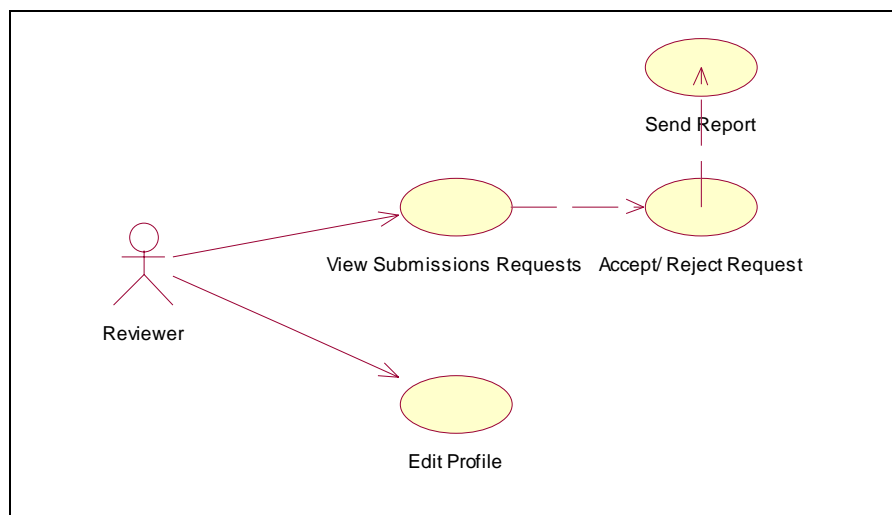 Send Report
View Submissions Requests
Accept/ Reject Request
Reviewer
Edit Profile